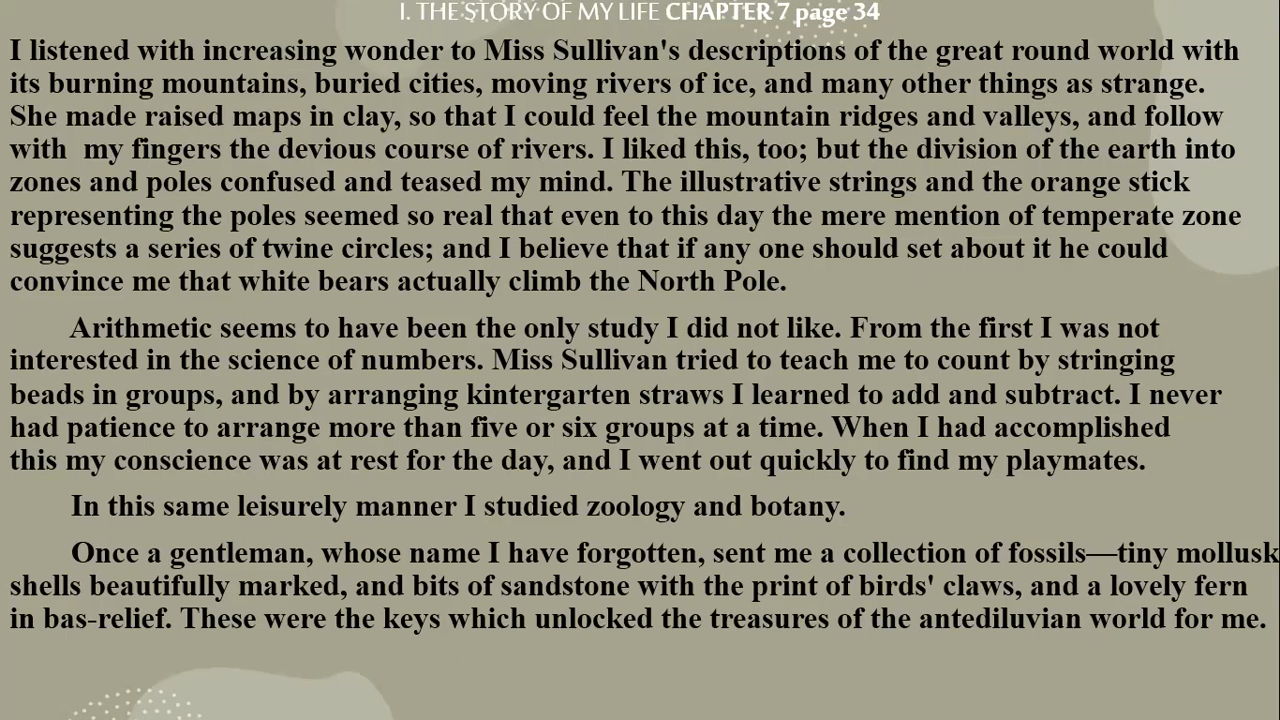 I. THE STORY OF MY LIFE CHAPTER 7 page 34
I listened with increasing wonder to Miss Sullivan's descriptions of the great round world with
its burning mountains, buried cities, moving rivers of ice, and many other things as strange.
She made raised maps in clay, so that I could feel the mountain ridges and valleys, and follow
with  my fingers the devious course of rivers. I liked this, too; but the division of the earth into
zones and poles confused and teased my mind. The illustrative strings and the orange stick
representing the poles seemed so real that even to this day the mere mention of temperate zone
suggests a series of twine circles; and I believe that if any one should set about it he could
convince me that white bears actually climb the North Pole.
Arithmetic seems to have been the only study I did not like. From the first I was not
interested in the science of numbers. Miss Sullivan tried to teach me to count by stringing
beads in groups, and by arranging kintergarten straws I learned to add and subtract. I never
had patience to arrange more than five or six groups at a time. When I had accomplished
this my conscience was at rest for the day, and I went out quickly to find my playmates.
In this same leisurely manner I studied zoology and botany.
Once a gentleman, whose name I have forgotten, sent me a collection of fossils—tiny mollusk
shells beautifully marked, and bits of sandstone with the print of birds' claws, and a lovely fern
in bas-relief. These were the keys which unlocked the treasures of the antediluvian world for me.